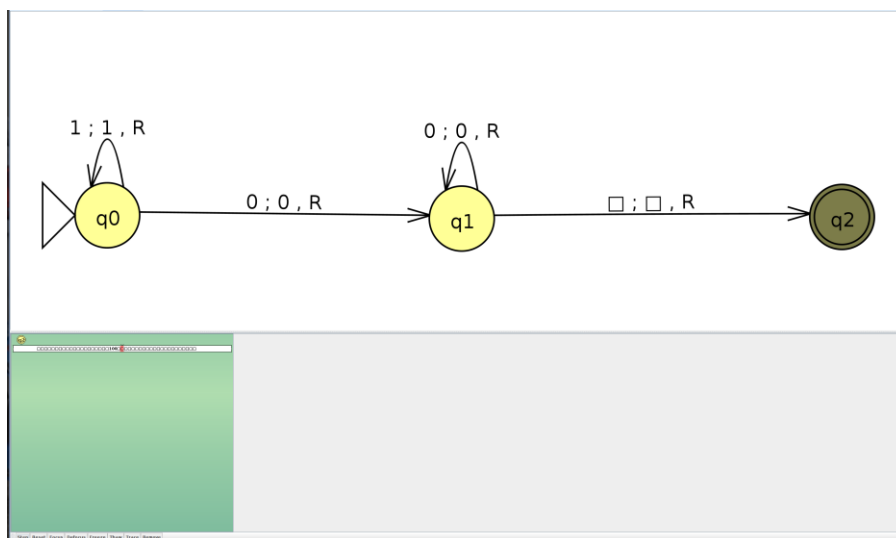 1 ; 1 , R
0 ; 0 , R
0 ; 0 , R
□ ; □ , R
q0
q1
q2